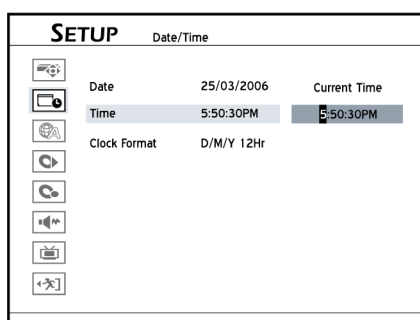 SETUP Date/Time
Date 25/03/2006 Current Time
Time 5:50:30PM 5:50:30PM
Clock Format D/M/Y 12Hr